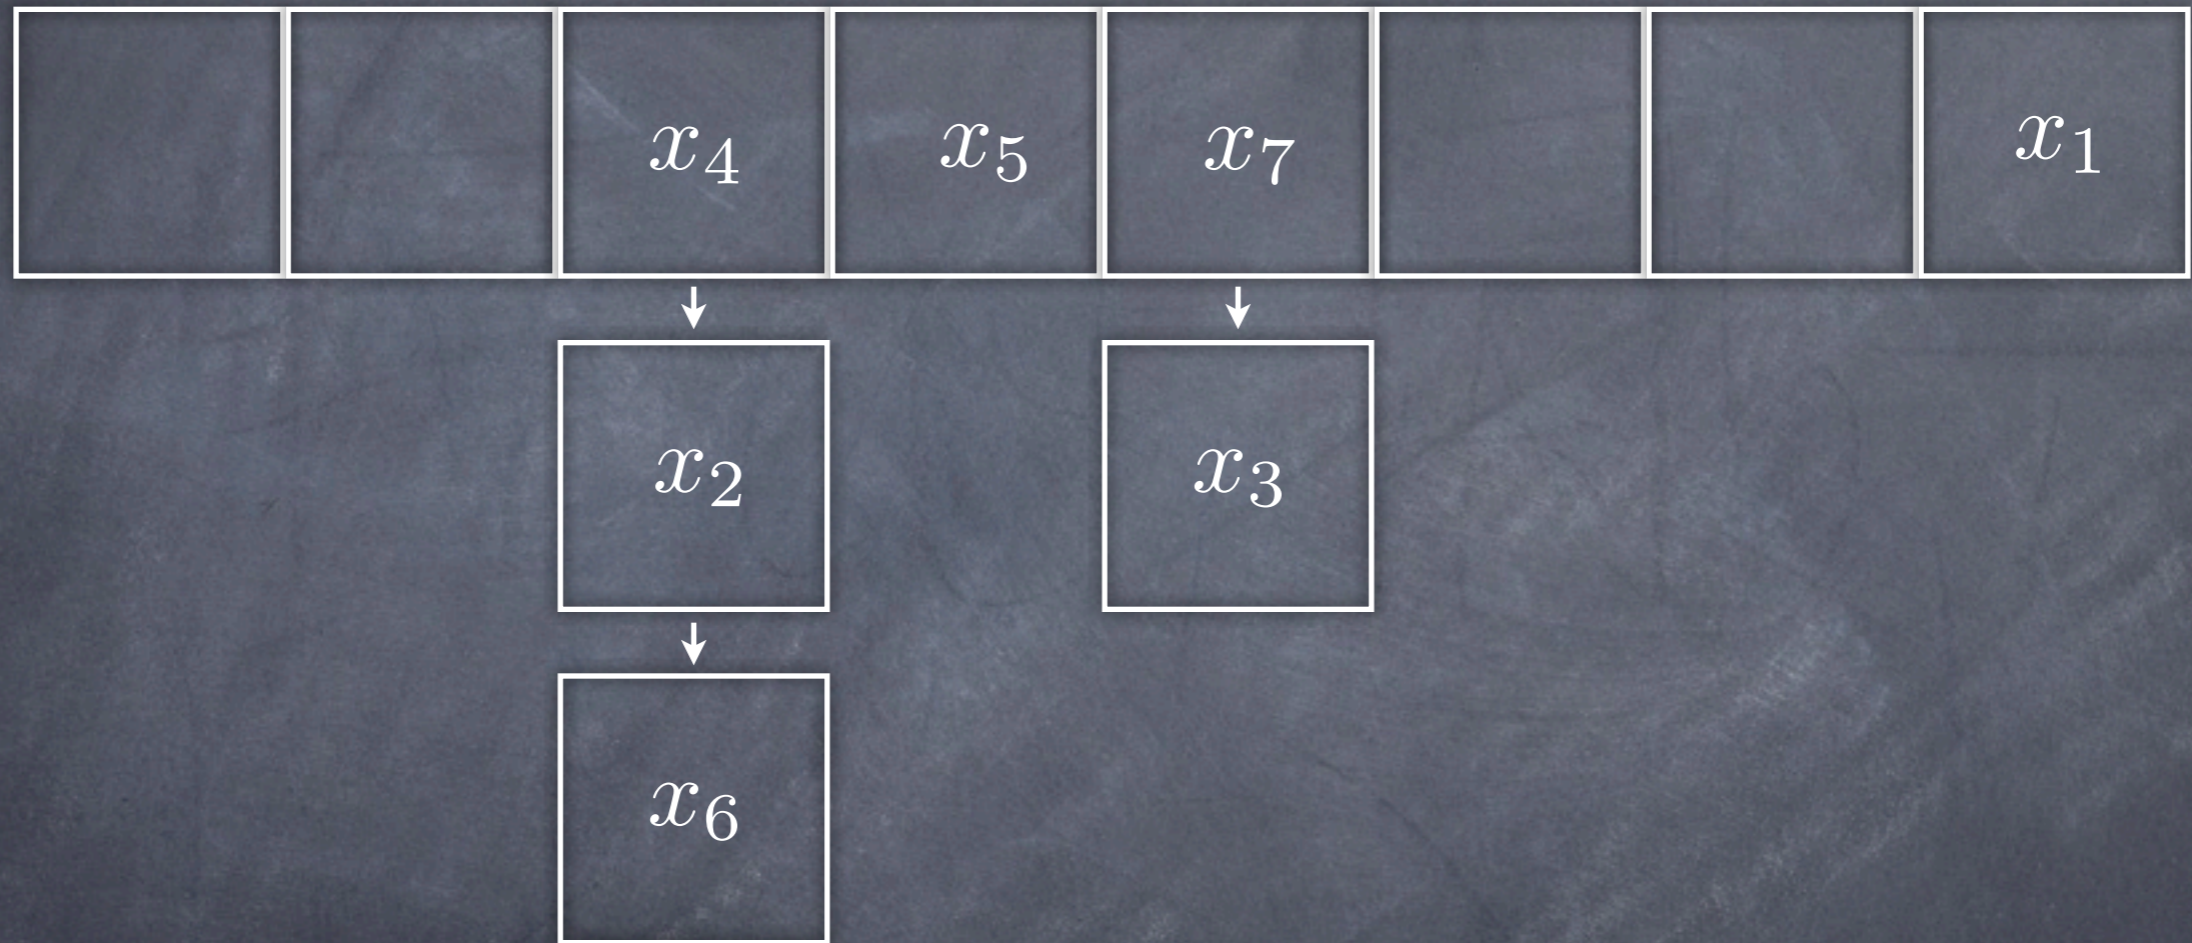 x₄ x₅ x₇ x₁
x₂ x₃
x₆